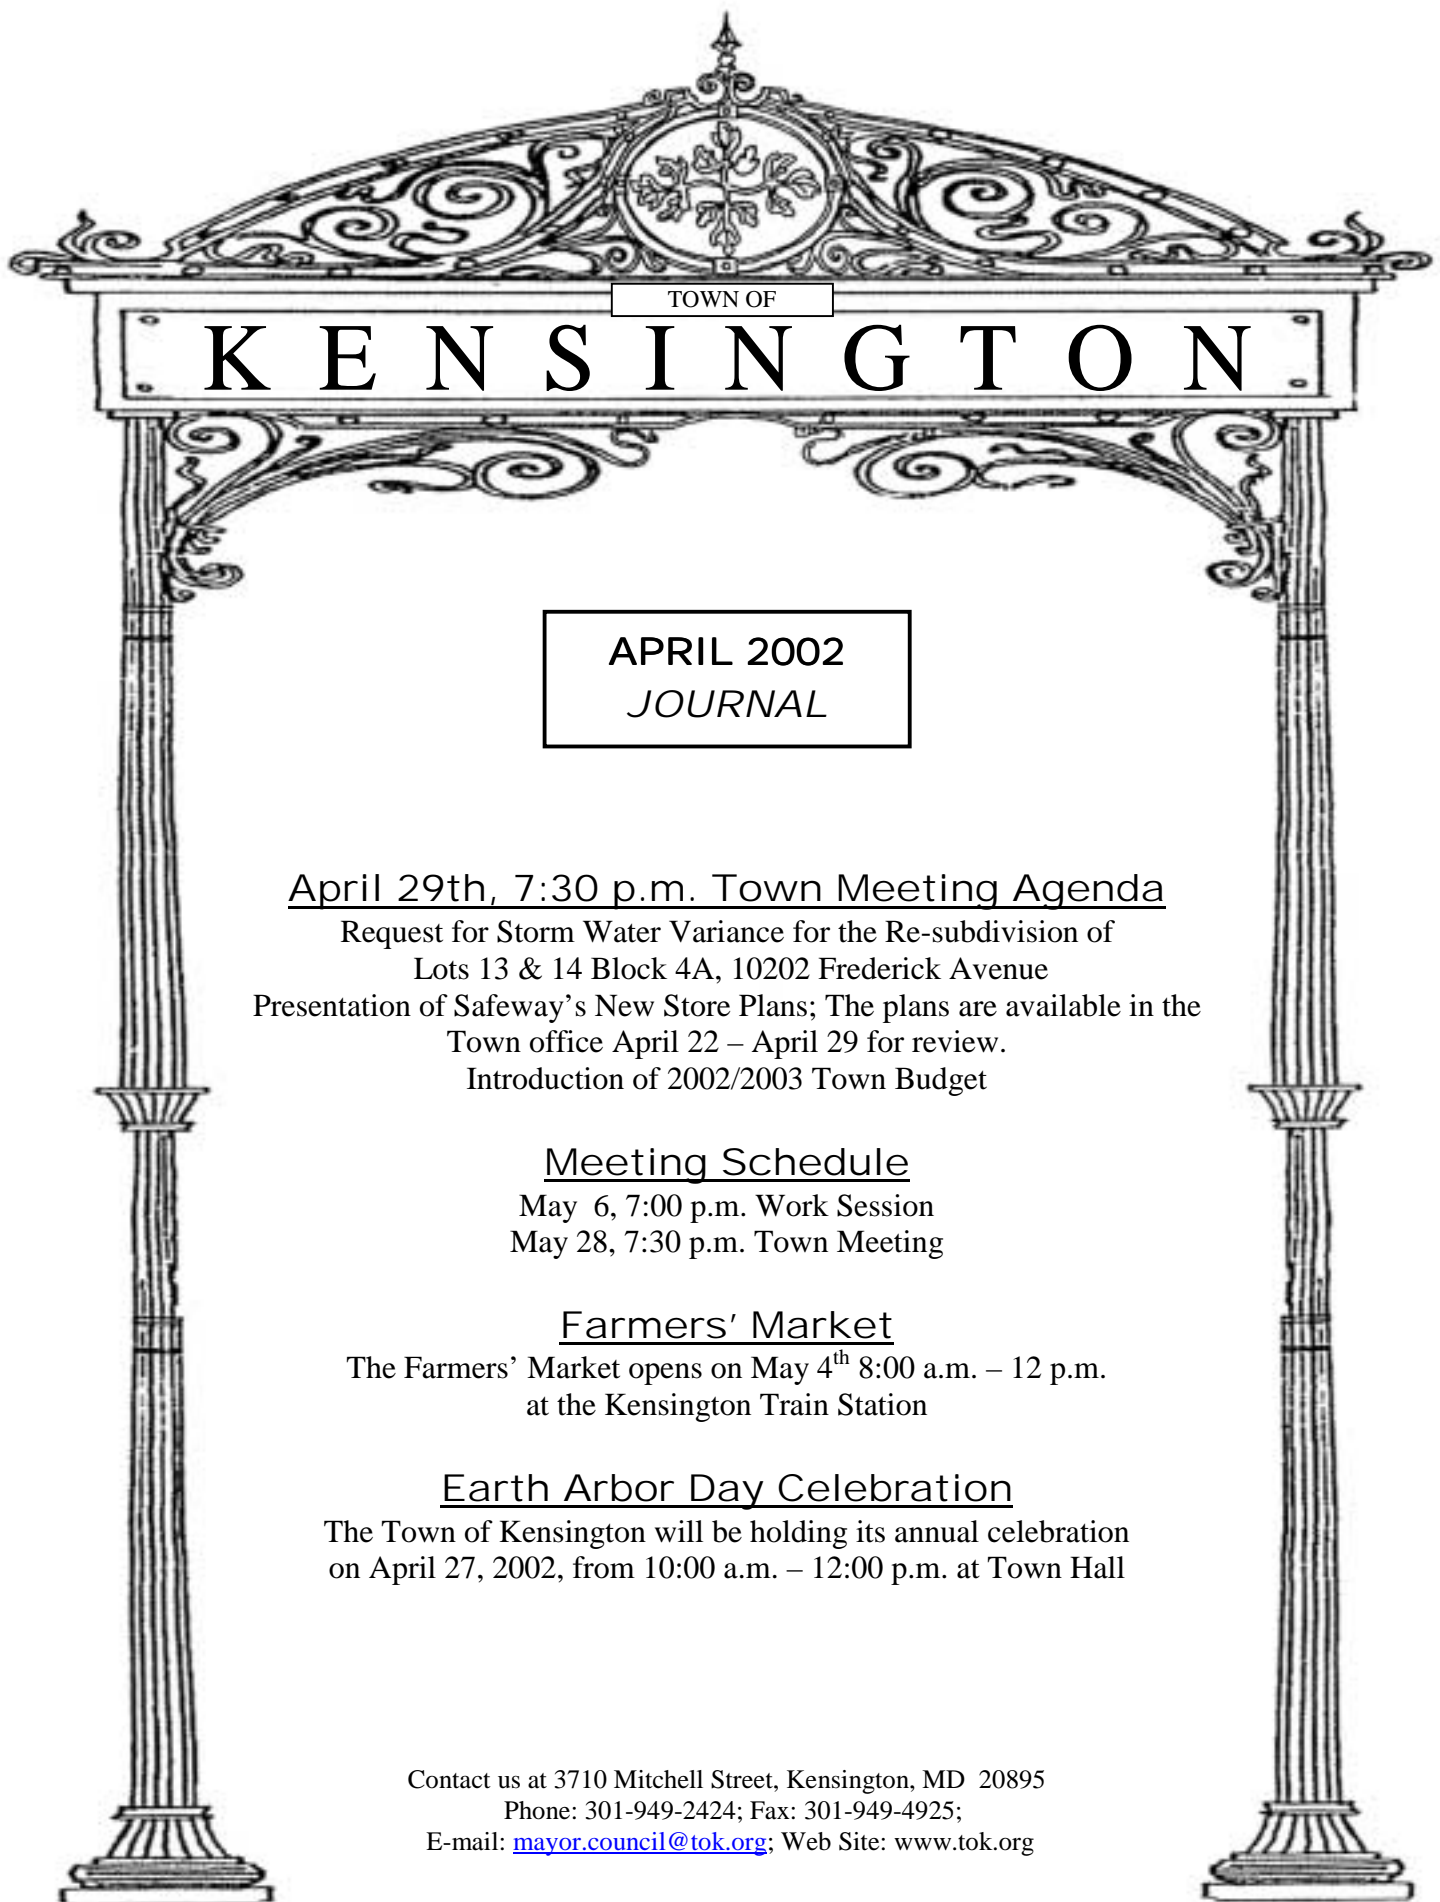 TOWN OF
KENSINGTON
APRIL 2002
JOURNAL
April 29th, 7:30 p.m. Town Meeting Agenda
Request for Storm Water Variance for the Re-subdivision of
Lots 13 & 14 Block 4A, 10202 Frederick Avenue
Presentation of Safeway’s New Store Plans; The plans are available in the
Town office April 22 – April 29 for review.
Introduction of 2002/2003 Town Budget
Meeting Schedule
May 6, 7:00 p.m. Work Session
May 28, 7:30 p.m. Town Meeting
Farmers’ Market
The Farmers’ Market opens on May 4th 8:00 a.m. – 12 p.m.
at the Kensington Train Station
Earth Arbor Day Celebration
The Town of Kensington will be holding its annual celebration
on April 27, 2002, from 10:00 a.m. – 12:00 p.m. at Town Hall
Contact us at 3710 Mitchell Street, Kensington, MD 20895
Phone: 301-949-2424; Fax: 301-949-4925;
E-mail: mayor.council@tok.org; Web Site: www.tok.org